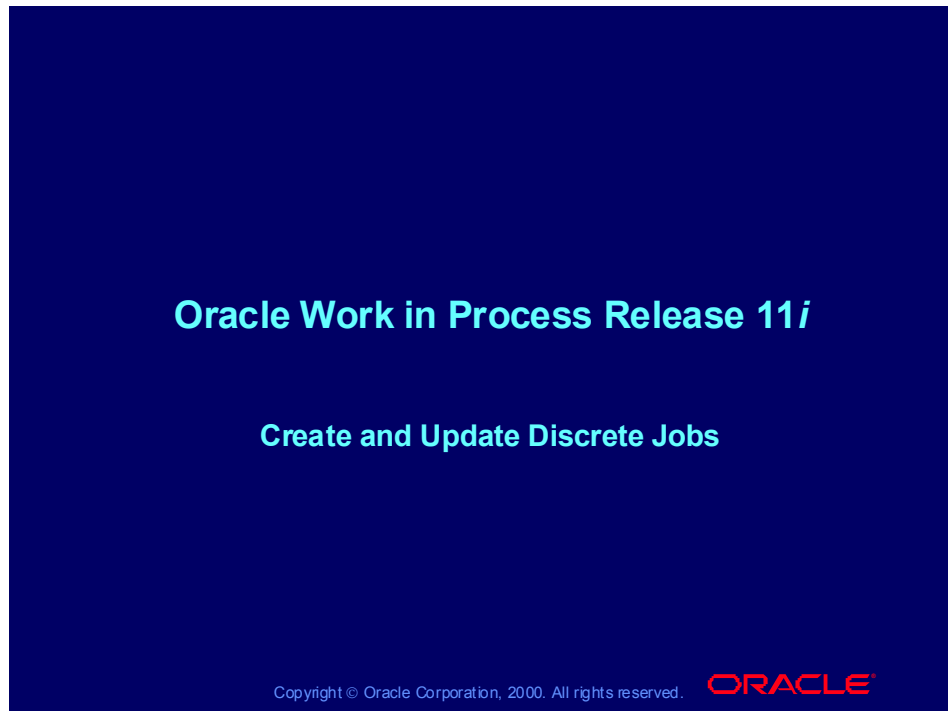 Oracle Work in Process Release 11i
Create and Update Discrete Jobs
Copyright © Oracle Corporation, 2000. All rights reserved.
ORACLE®